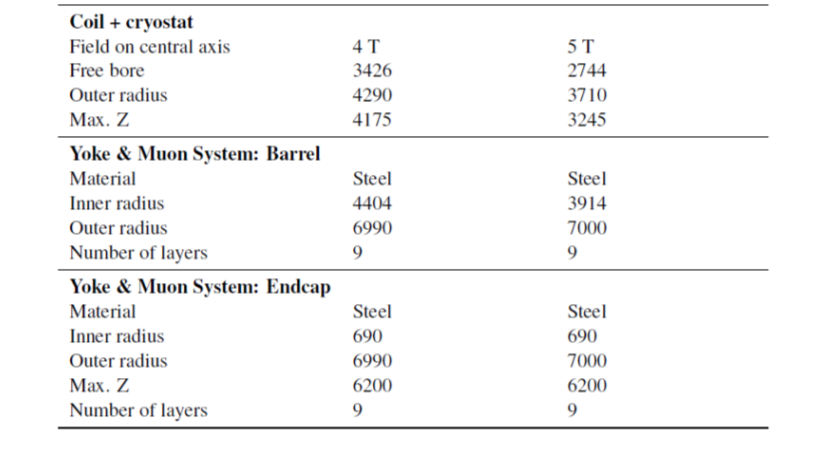 Coil + cryostat
Field on central axis 4 T 5 T
Free bore 3426 2744
Outer radius 4290 3710
Max. Z 4175 3245
Yoke & Muon System: Barrel
Material Steel Steel
Inner radius 4404 3914
Outer radius 6990 7000
Number of layers 9 9
Yoke & Muon System: Endcap
Material Steel Steel
Inner radius 690 690
Outer radius 6990 7000
Max. Z 6200 6200
Number of layers 9 9